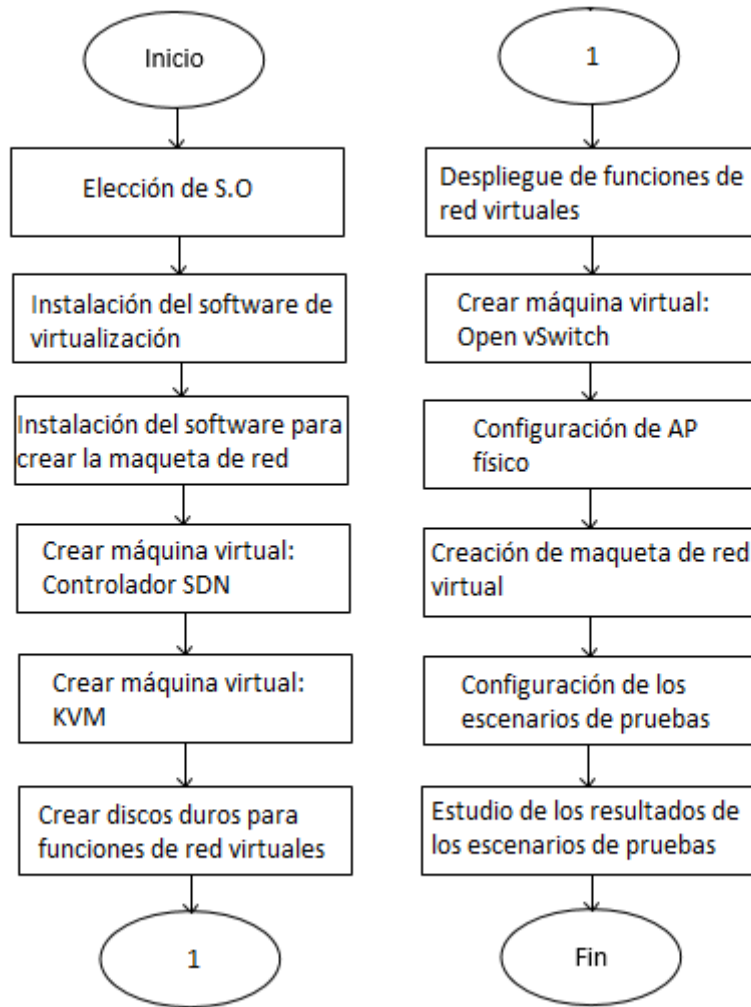 Inicio
Elección de S.O
Instalación del software de
virtualización
Instalación del software para
crear la maqueta de red
Crear máquina virtual:
Controlador SDN
Crear máquina virtual:
KVM
Crear discos duros para
funciones de red virtuales
1
1
Despliegue de funciones de
red virtuales
Crear máquina virtual:
Open vSwitch
Configuración de AP
físico
Creación de maqueta de red
virtual
Configuración de los
escenarios de pruebas
Estudio de los resultados de
los escenarios de pruebas
Fin